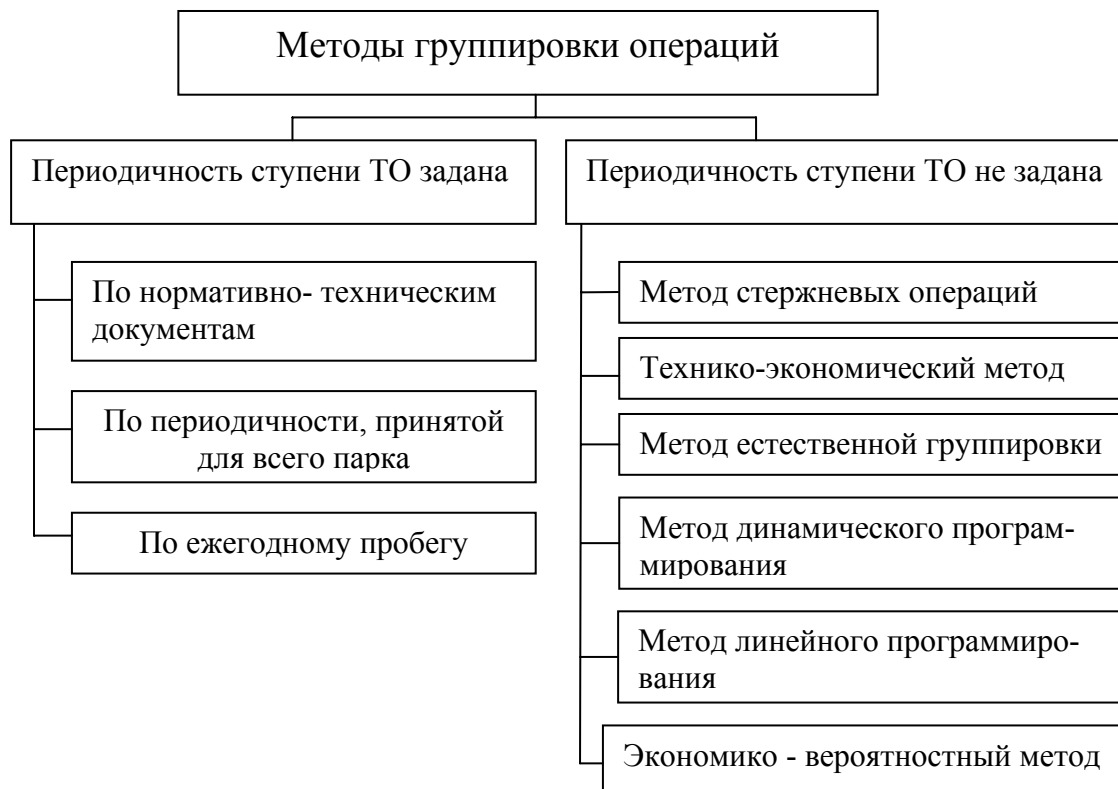 Методы группировки операций
Периодичность ступени ТО задана
По нормативно- техническим
документам
По периодичности, принятой
для всего парка
По ежегодному пробегу
Периодичность ступени ТО не задана
Метод стержневых операций
Технико-экономический метод
Метод естественной группировки
Метод динамического програм-
мирования
Метод линейного программиро-
вания
Экономико - вероятностный метод